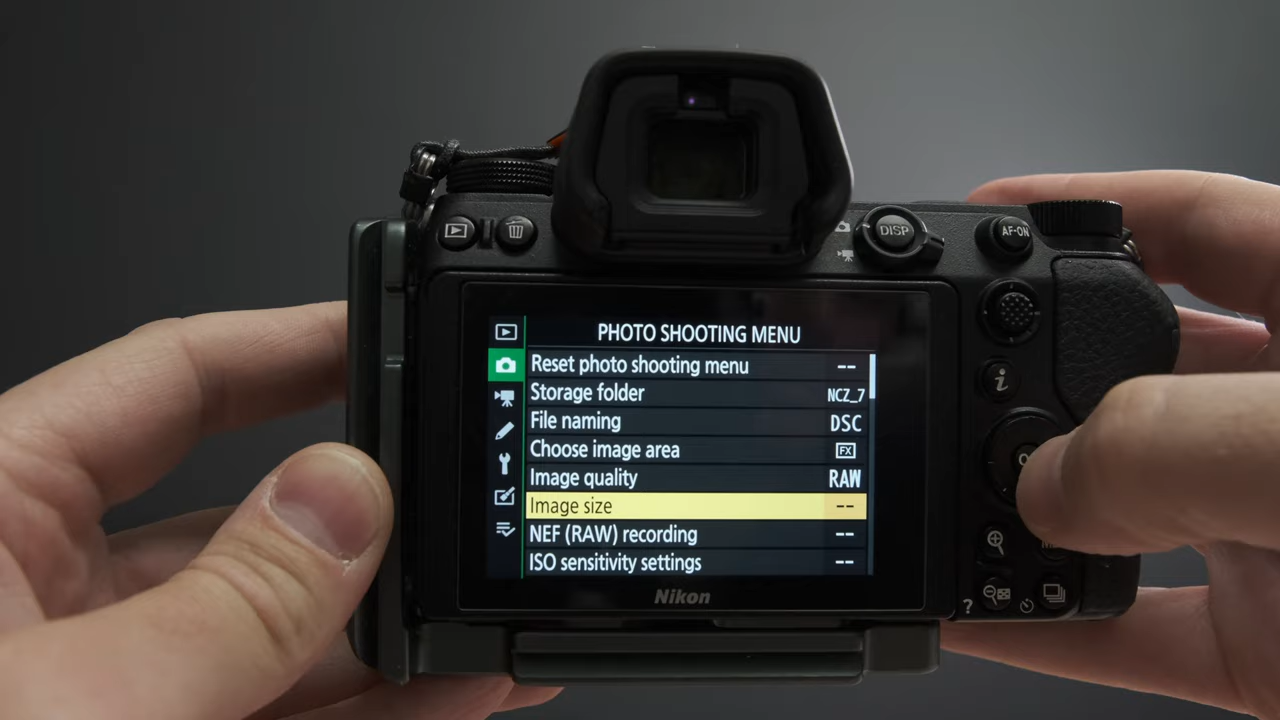 DISP
AF-ON
i
PHOTO SHOOTING MENU
Reset photo shooting menu --
Storage folder NCZ_7
File naming DSC
Choose image area FX
Image quality RAW
Image size --
NEF (RAW) recording --
ISO sensitivity settings --
Nikon
?